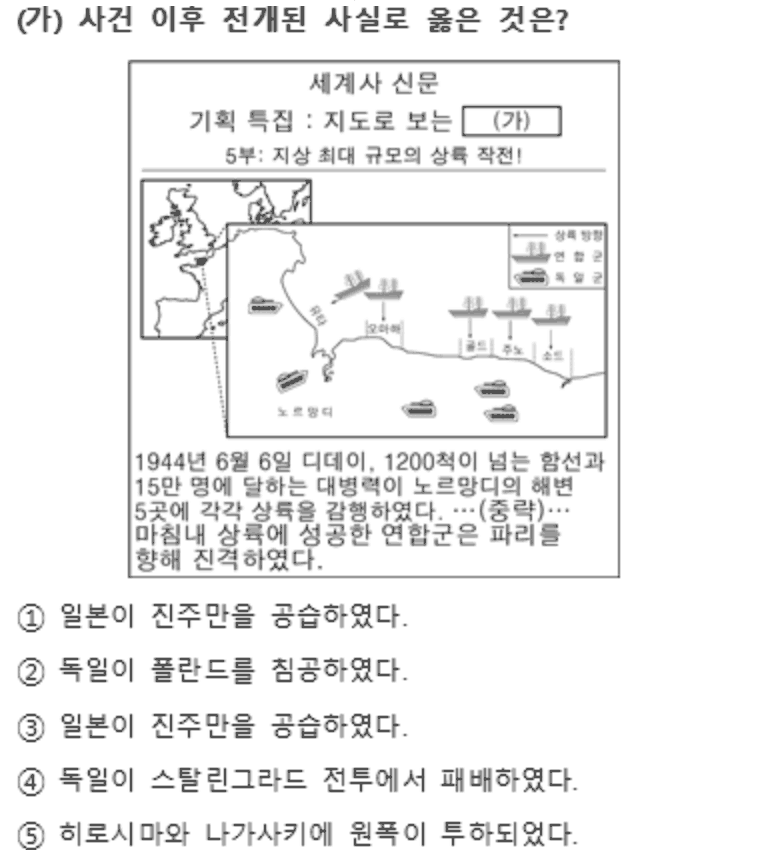 (가) 사건 이후 전개된 사실로 옳은 것은?
세계사 신문
기획 특집 : 지도로 보는 (가)
5부: 지상 최대 규모의 상륙 작전!
상륙 방향
연 합 군
독 일 군
유타
오마하
골드
주노
소드
노르망디
1944년 6월 6일 디데이, 1200척이 넘는 함선과
15만 명에 달하는 대병력이 노르망디의 해변
5곳에 각각 상륙을 감행하였다. …(중략)…
마침내 상륙에 성공한 연합군은 파리를
향해 진격하였다.
① 일본이 진주만을 공습하였다.
② 독일이 폴란드를 침공하였다.
③ 일본이 진주만을 공습하였다.
④ 독일이 스탈린그라드 전투에서 패배하였다.
⑤ 히로시마와 나가사키에 원폭이 투하되었다.